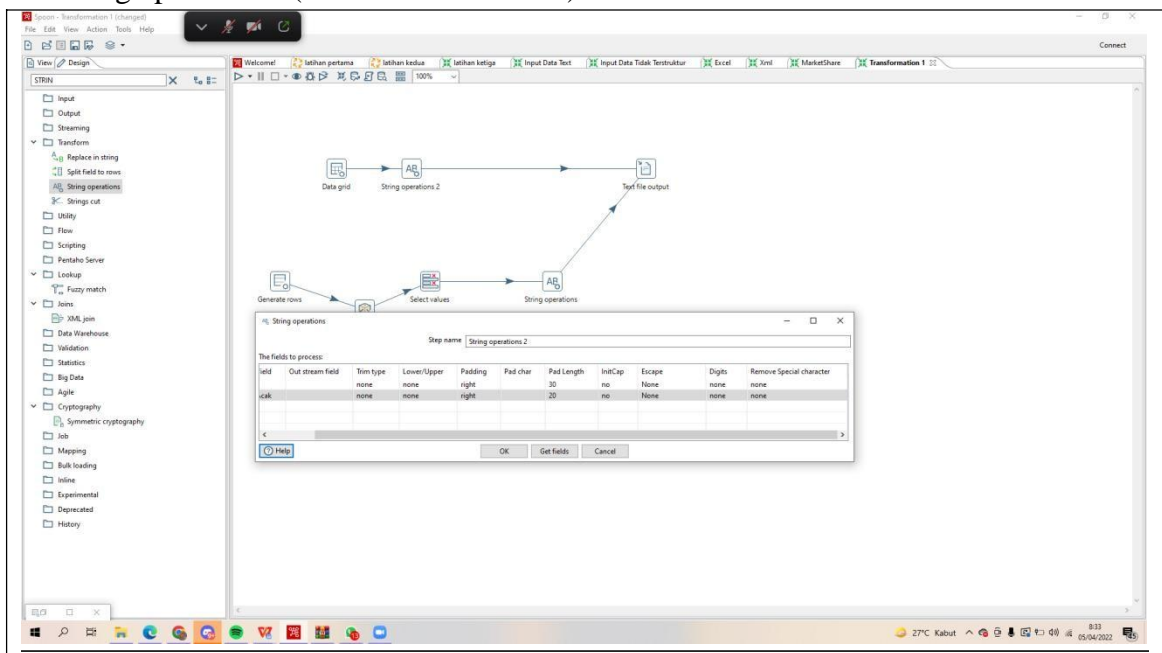 Spoon - Transformation 1 (changed)
File Edit View Action Tools Help
Connect
View Design
Welcome! latihan pertama latihan kedua latihan ketiga Input Data Text Input Data Tidak Terstruktur Excel Xml MarketShare Transformation 1
STRIN
100%
Input
Output
Streaming
Transform
Replace in string
Split field to rows
String operations
Strings cut
Utility
Flow
Scripting
Pentaho Server
Lookup
Fuzzy match
Joins
XML join
Data Warehouse
Validation
Statistics
Big Data
Agile
Cryptography
Symmetric cryptography
Job
Mapping
Bulk loading
Inline
Experimental
Deprecated
History
Data grid String operations 2 Text file output
Generate rows Select values String operations
String operations
Step name String operations 2
The fields to process:
ield Out stream field Trim type Lower/Upper Padding Pad char Pad Length InitCap Escape Digits Remove Special character
none none right 30 no None none none
cak none none right 20 no None none none
Help OK Get fields Cancel
27°C Kabut 8:33
05/04/2022